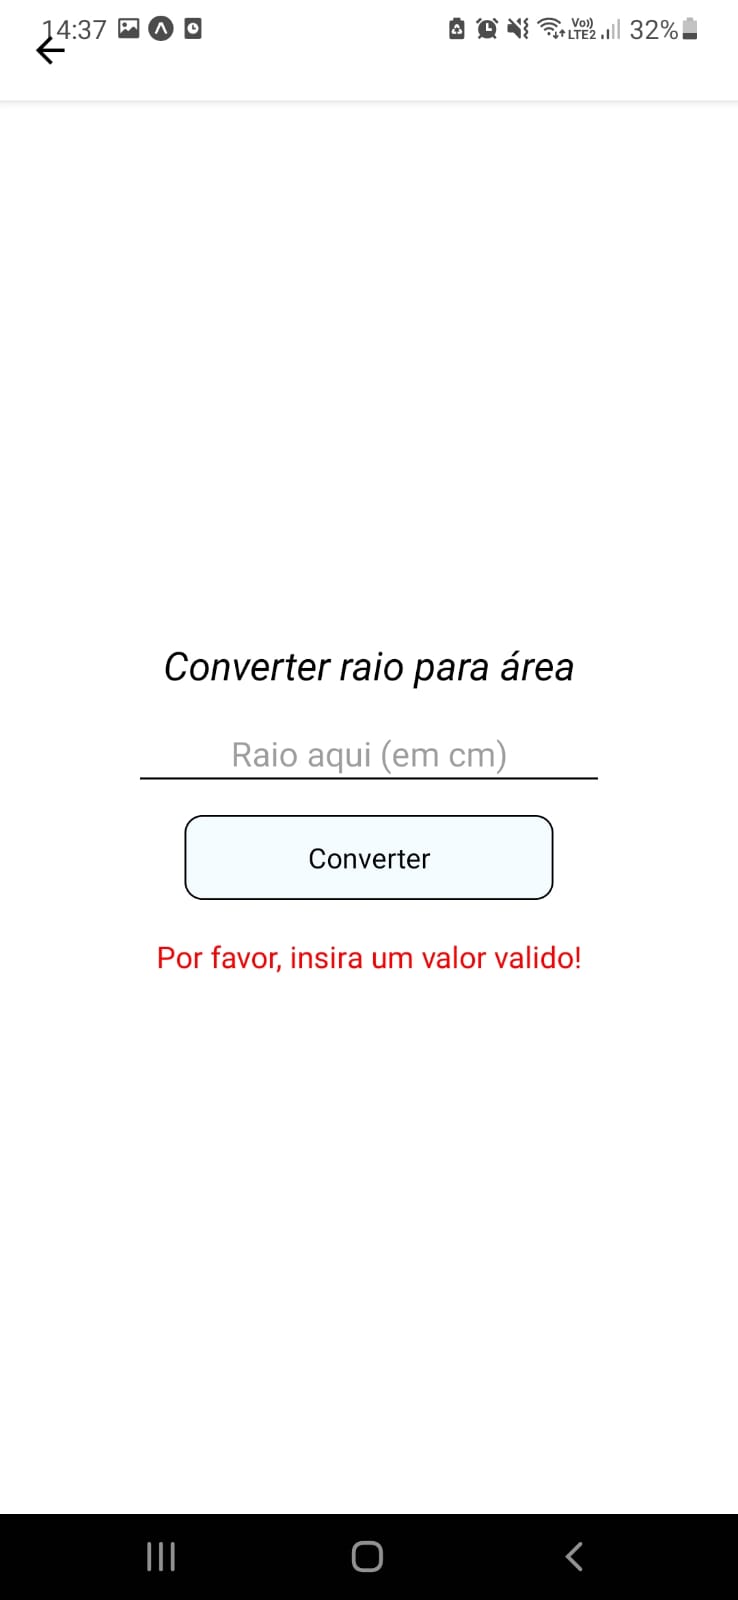 14:37
Vo)) LTE2 32%
Converter raio para área
Raio aqui (em cm)
Converter
Por favor, insira um valor valido!